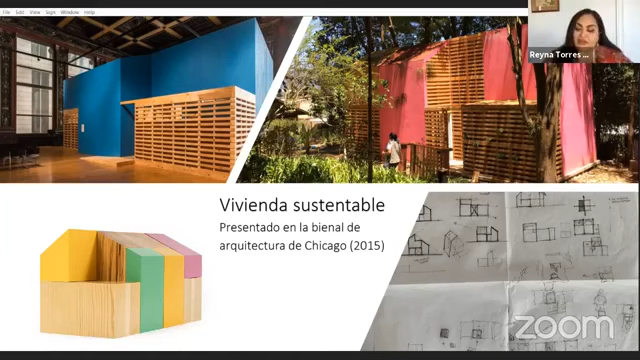 File Edit View Sign Window Help
Reyna Torres ...
Vivienda sustentable
Presentado en la bienal de
arquitectura de Chicago (2015)
zoom